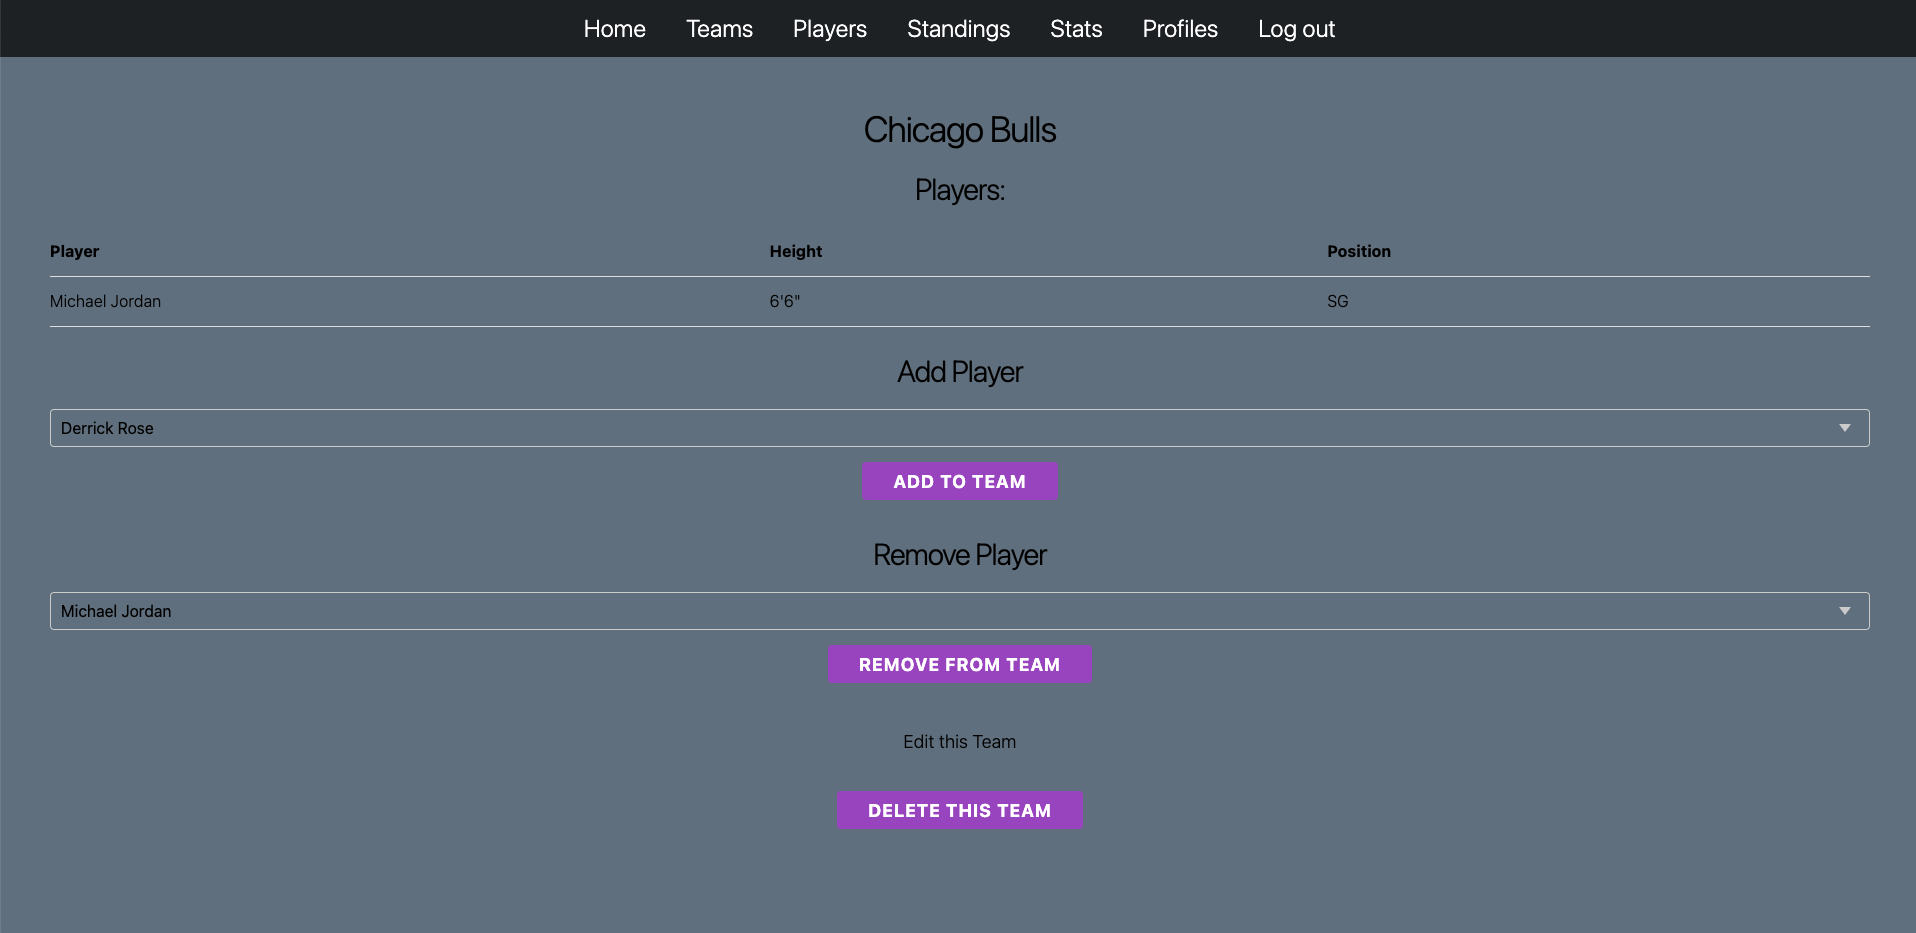 Home Teams Players Standings Stats Profiles Log out
Chicago Bulls
Players:
Player Height Position
Michael Jordan 6'6" SG
Add Player
Derrick Rose
ADD TO TEAM
Remove Player
Michael Jordan
REMOVE FROM TEAM
Edit this Team
DELETE THIS TEAM